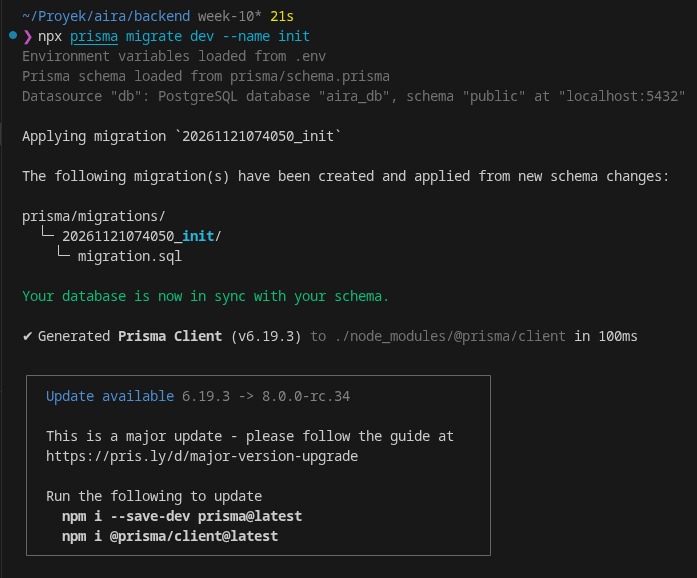 ~/Proyek/aira/backend week-10* 21s
❯ npx prisma migrate dev --name init
Environment variables loaded from .env
Prisma schema loaded from prisma/schema.prisma
Datasource "db": PostgreSQL database "aira_db", schema "public" at "localhost:5432"
Applying migration `20261121074050_init`
The following migration(s) have been created and applied from new schema changes:
prisma/migrations/
└─ 20261121074050_init/
└─ migration.sql
Your database is now in sync with your schema.
✔ Generated Prisma Client (v6.19.3) to ./node_modules/@prisma/client in 100ms
Update available 6.19.3 -> 8.0.0-rc.34
This is a major update - please follow the guide at
https://pris.ly/d/major-version-upgrade
Run the following to update
npm i --save-dev prisma@latest
npm i @prisma/client@latest